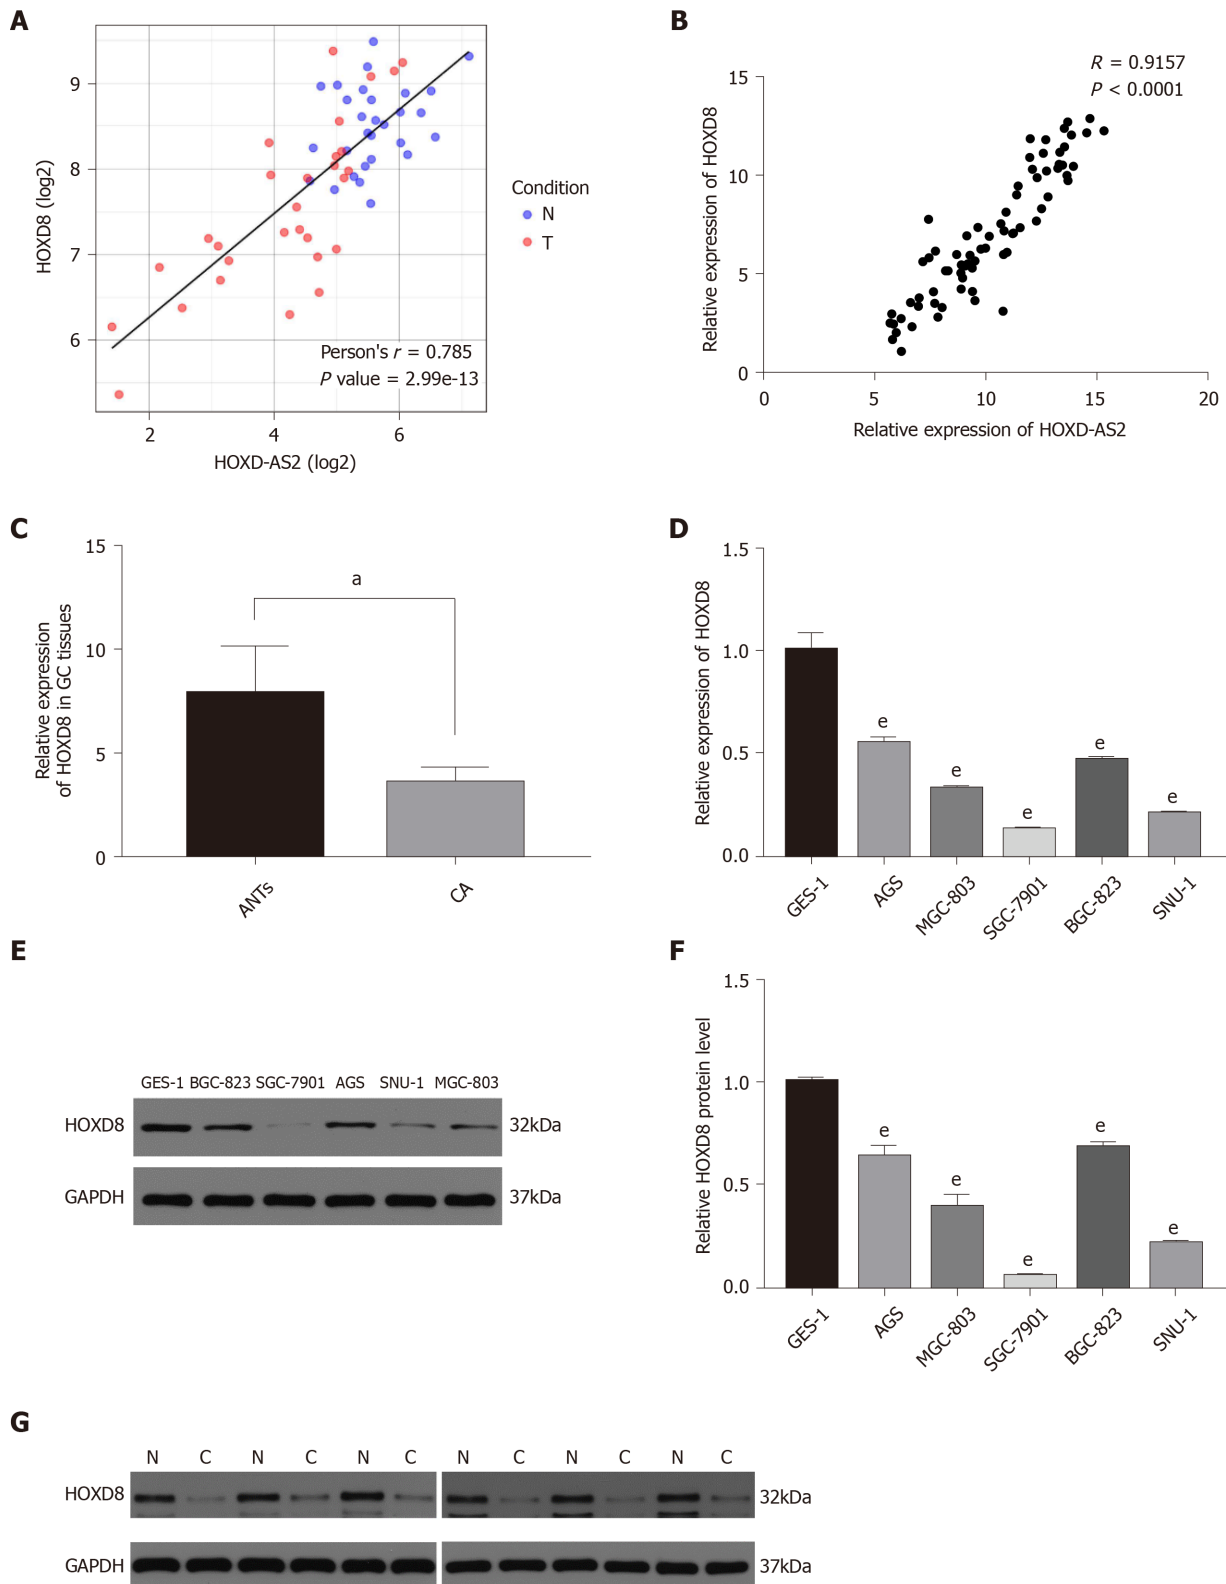 A
HOXD8 (log2)
9
8
7
6
2
4
6
HOXD-AS2 (log2)
Person's r = 0.785
P value = 2.99e-13
Condition
N
T
B
R = 0.9157
P < 0.0001
Relative expression of HOXD8
15
10
5
0
0
5
10
15
20
Relative expression of HOXD-AS2
C
Relative expression
of HOXD8 in GC tissues
15
10
5
0
a
ANTs
CA
D
Relative expression of HOXD8
1.5
1.0
0.5
0.0
e
e
e
e
e
GES-1
AGS
MGC-803
SGC-7901
BGC-823
SNU-1
E
GES-1 BGC-823 SGC-7901 AGS SNU-1 MGC-803
HOXD8
32kDa
GAPDH
37kDa
F
Relative HOXD8 protein level
1.5
1.0
0.5
0.0
e
e
e
e
e
GES-1
AGS
MGC-803
SGC-7901
BGC-823
SNU-1
G
N C N C N C N C N C N C
HOXD8
32kDa
GAPDH
37kDa